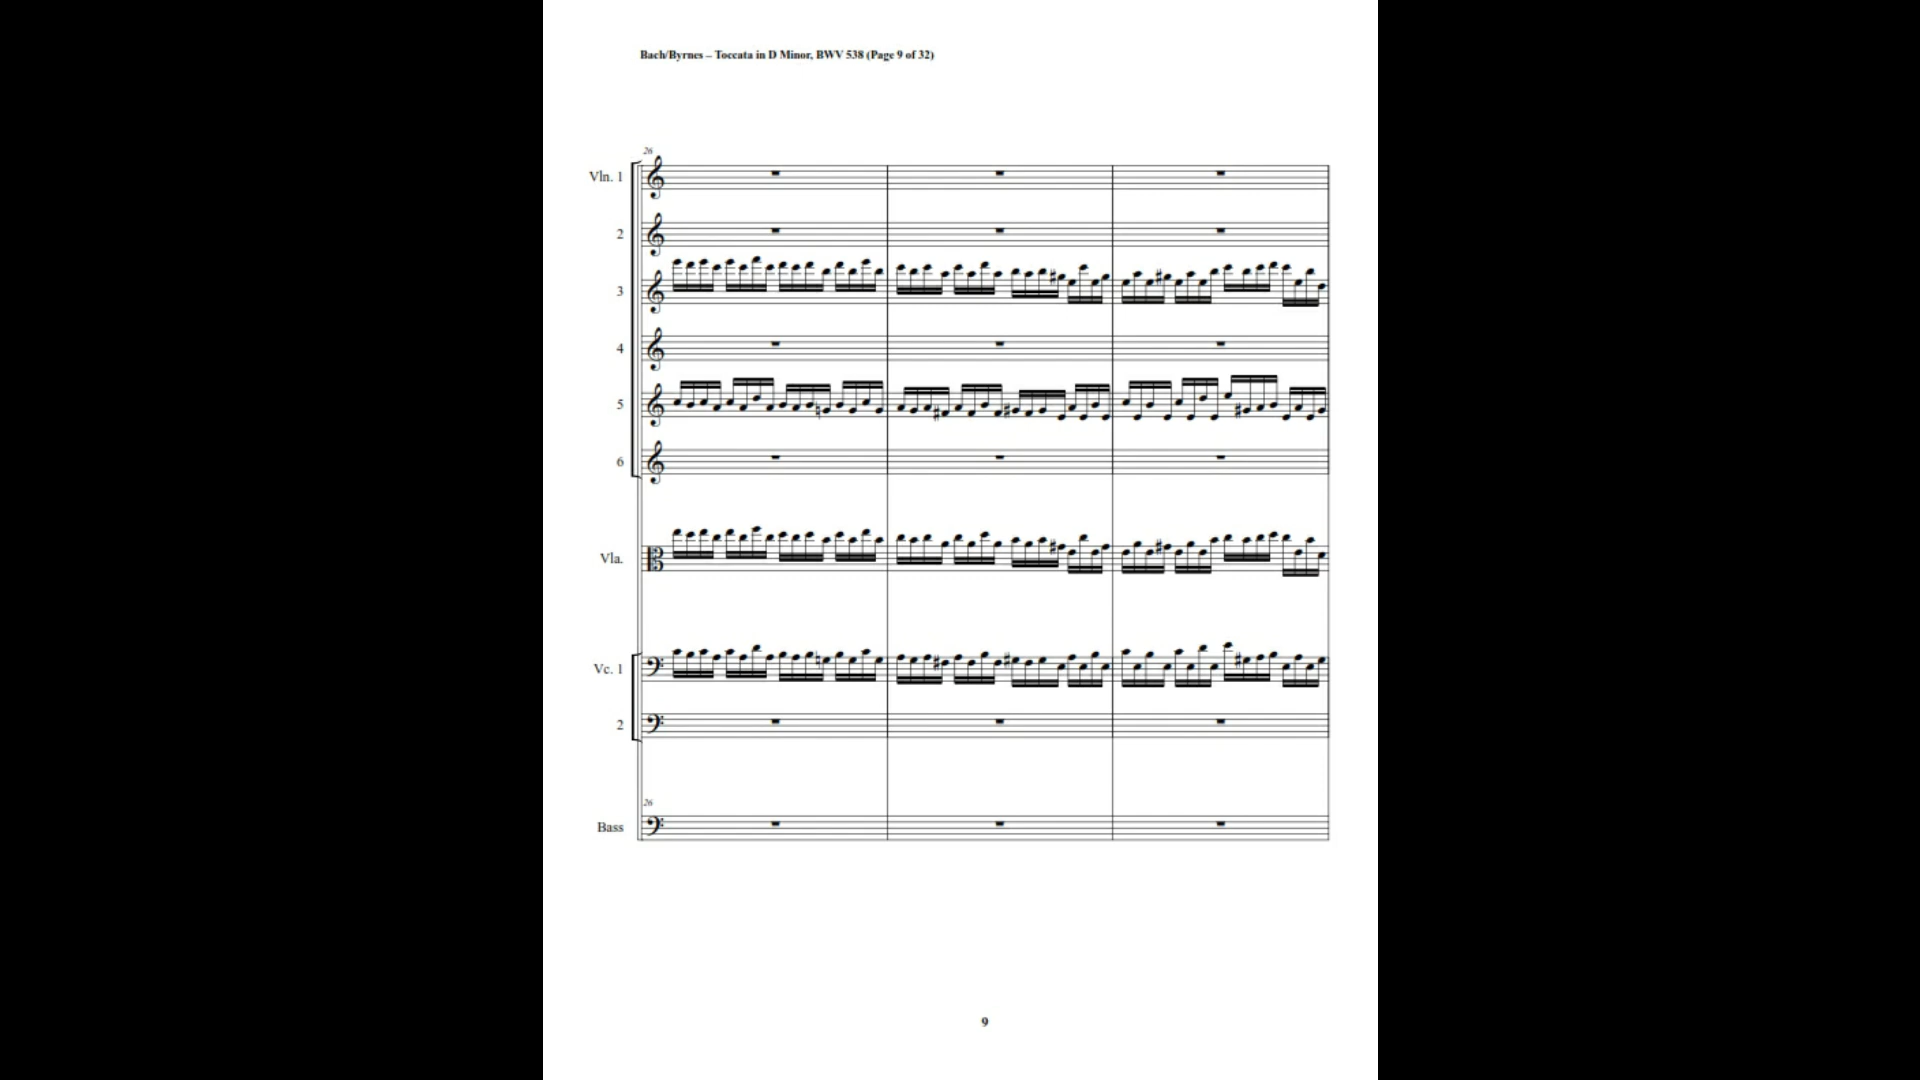 Bach/Byrnes – Toccata in D Minor, BWV 538 (Page 9 of 32)
26
Vln. 1
2
3
4
5
6
Vla.
Vc. 1
2
26
Bass
9